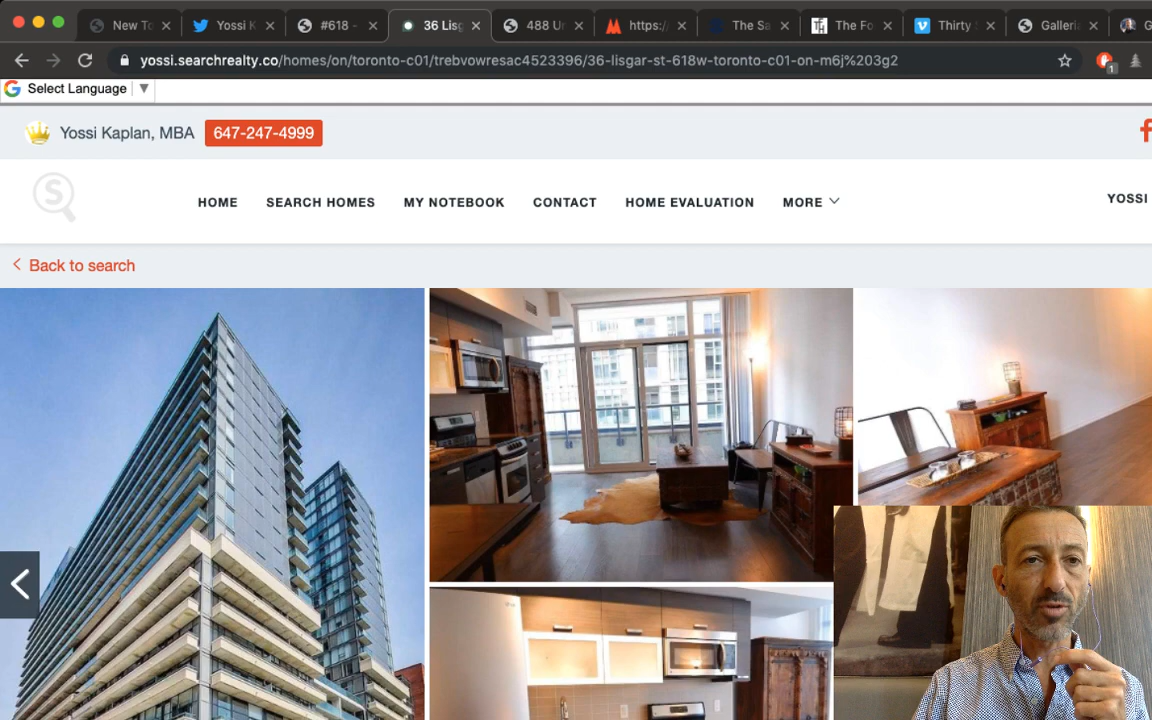 New To
Yossi K
#618 -
36 Lisg
488 Un
https:/
The Sa
The Fo
Thirty
Galleri
G
yossi.searchrealty.co/homes/on/toronto-c01/trebvowresac4523396/36-lisgar-st-618w-toronto-c01-on-m6j%203g2
1
Select Language ▼
Yossi Kaplan, MBA 647-247-4999
HOME SEARCH HOMES MY NOTEBOOK CONTACT HOME EVALUATION MORE YOSSI
S
Back to search